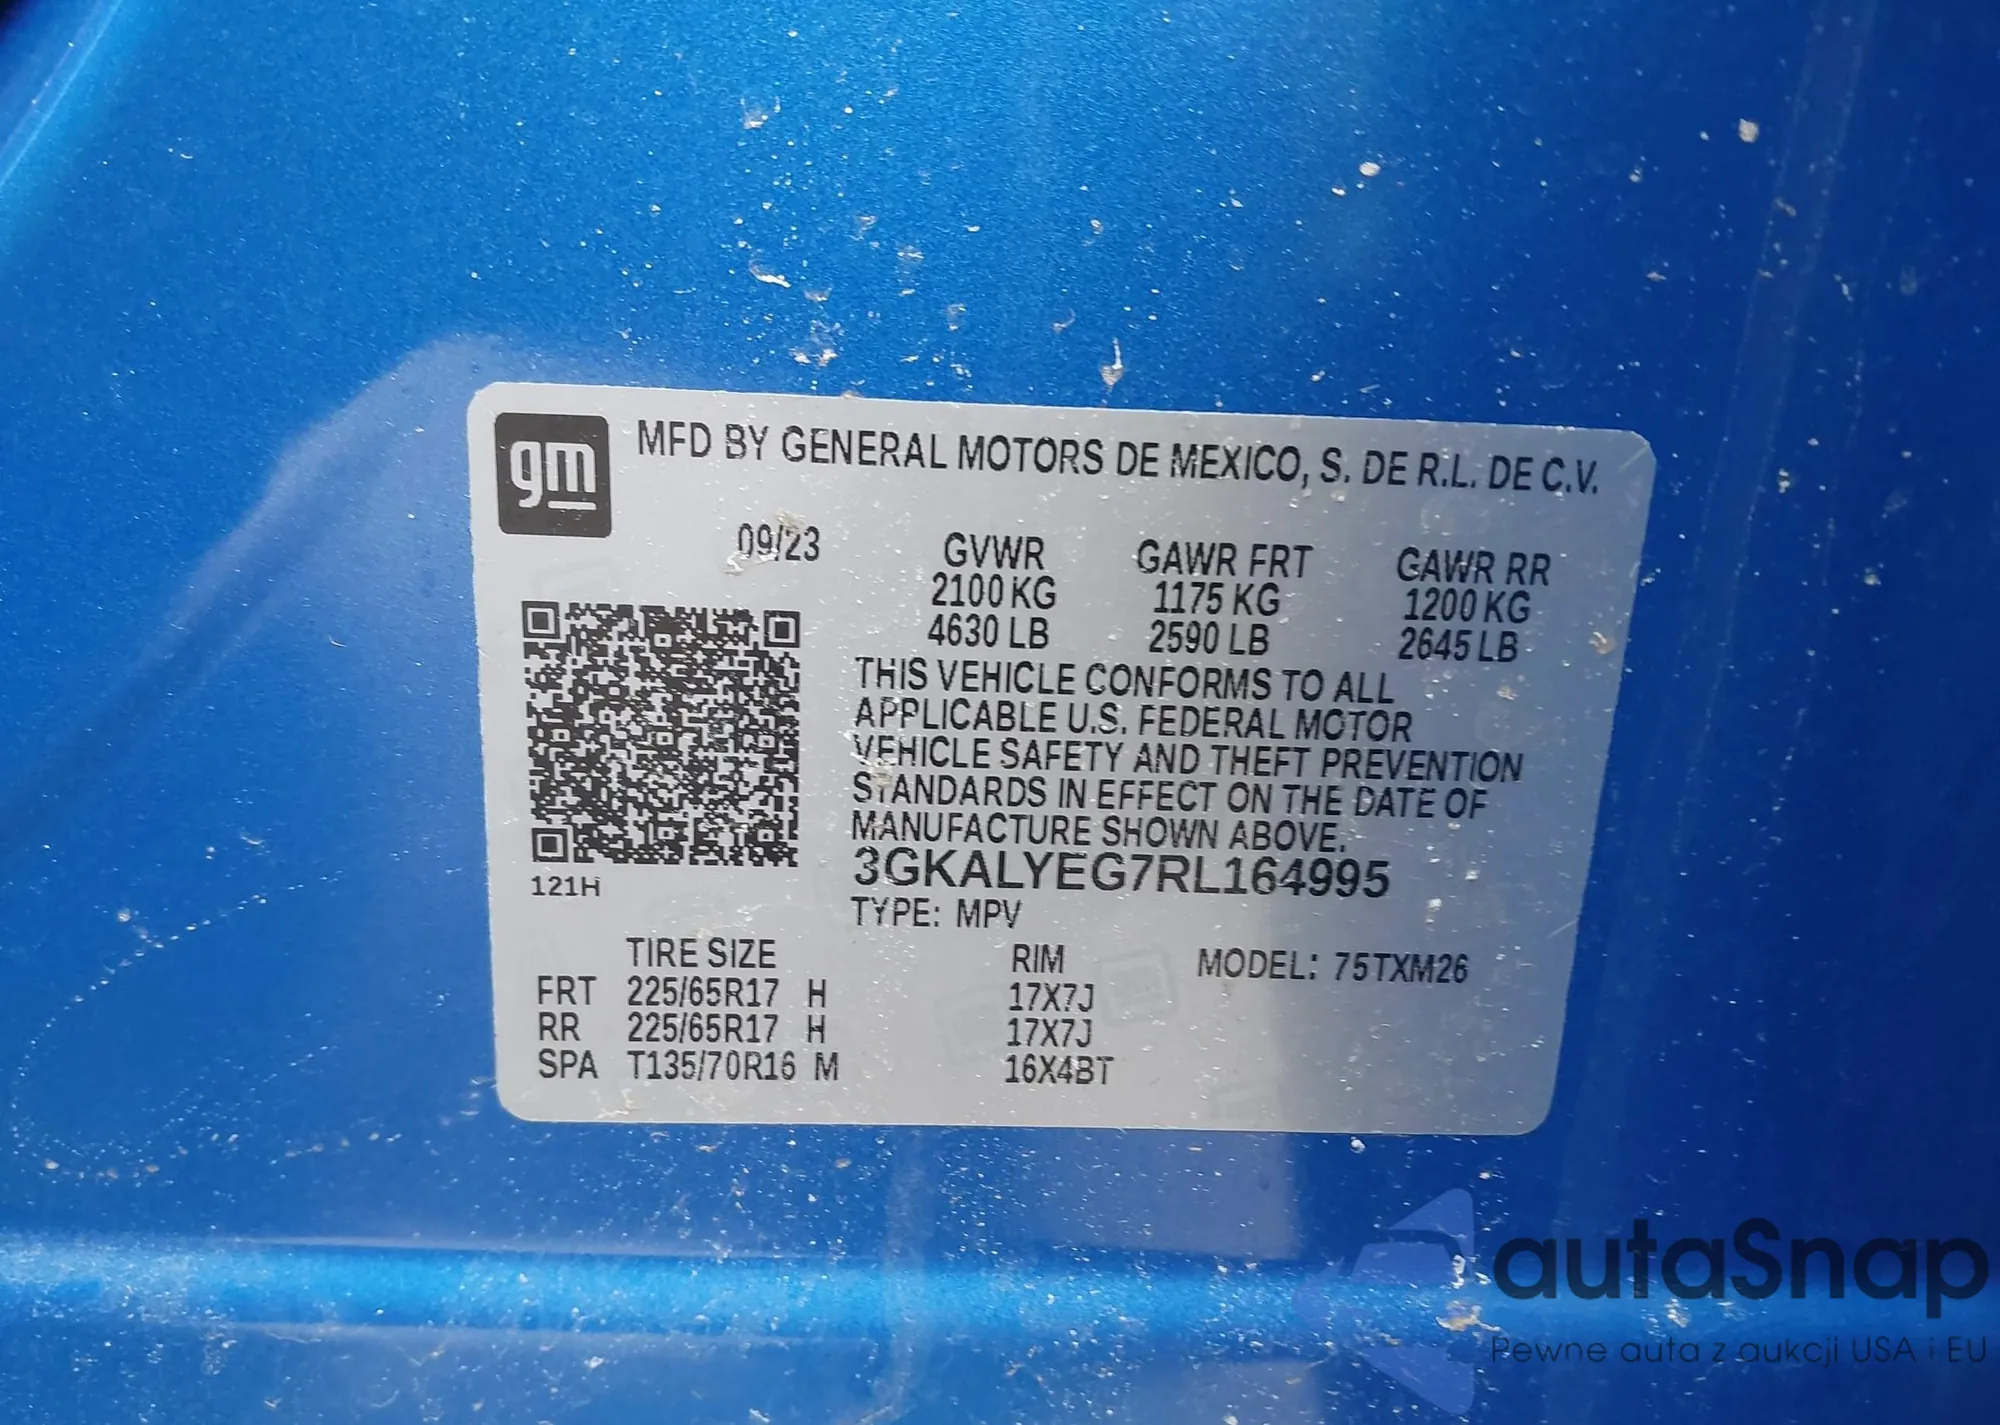 gm
MFD BY GENERAL MOTORS DE MEXICO, S. DE R.L. DE C.V.
09/23
GVWR GAWR FRT GAWR RR
2100 KG 1175 KG 1200 KG
4630 LB 2590 LB 2645 LB
THIS VEHICLE CONFORMS TO ALL
APPLICABLE U.S. FEDERAL MOTOR
VEHICLE SAFETY AND THEFT PREVENTION
STANDARDS IN EFFECT ON THE DATE OF
MANUFACTURE SHOWN ABOVE.
3GKALYEG7RL164995
121H
TYPE: MPV
TIRE SIZE RIM MODEL: 75TXM26
FRT 225/65R17 H 17X7J
RR 225/65R17 H 17X7J
SPA T135/70R16 M 16X4BT
autaSnap
Pewne auta z aukcji USA i EU